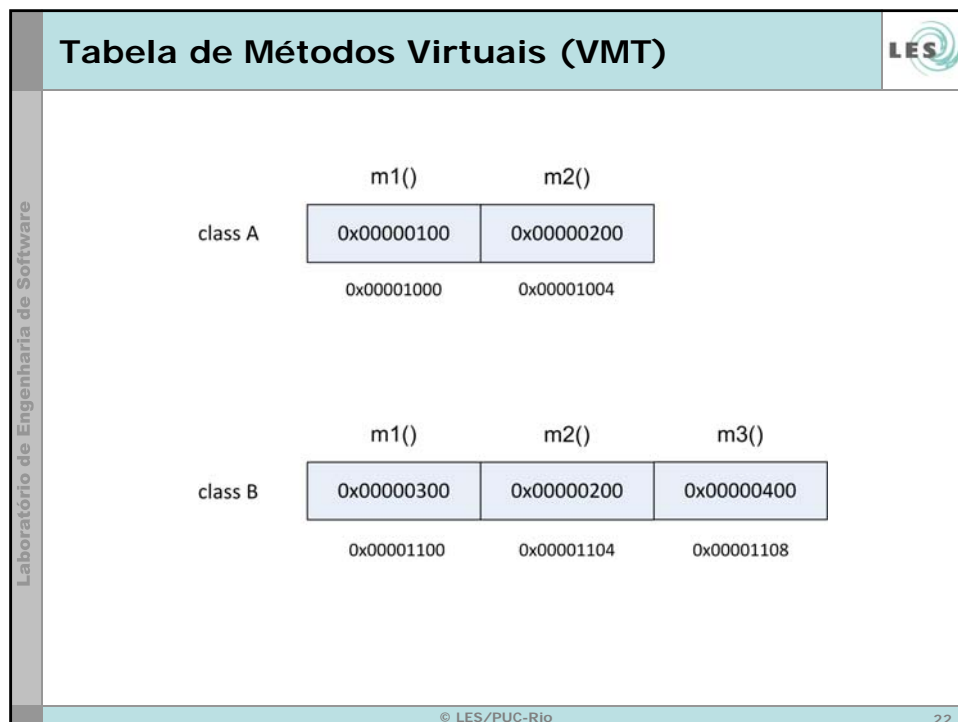 Tabela de Métodos Virtuais (VMT)
LES
Laboratório de Engenharia de Software
m1() m2()
class A 0x00000100 0x00000200
0x00001000 0x00001004
m1() m2() m3()
class B 0x00000300 0x00000200 0x00000400
0x00001100 0x00001104 0x00001108
© LES/PUC-Rio 22